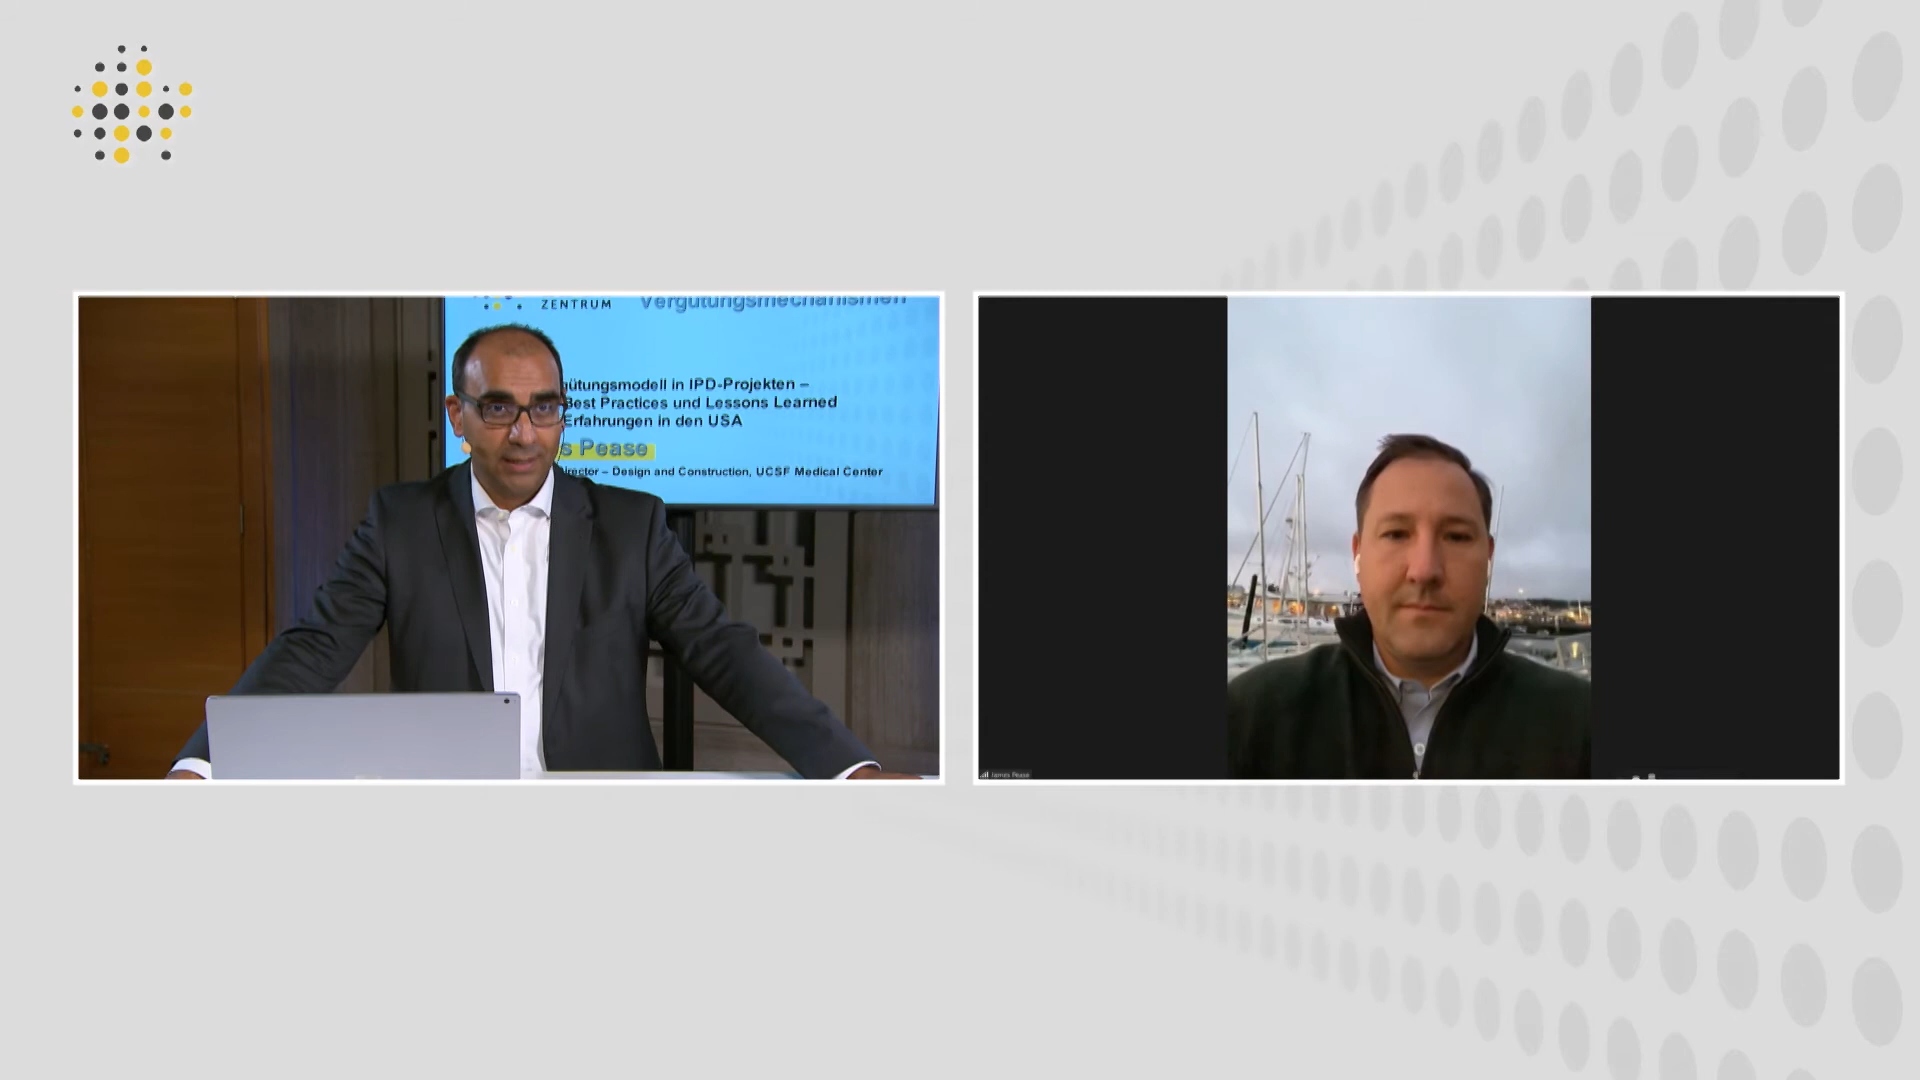 ZENTRUM
Vergütungsmechanismen
gütungsmodell in IPD-Projekten –
Best Practices und Lessons Learned
Erfahrungen in den USA
s Pease
irector – Design and Construction, UCSF Medical Center
James Pease